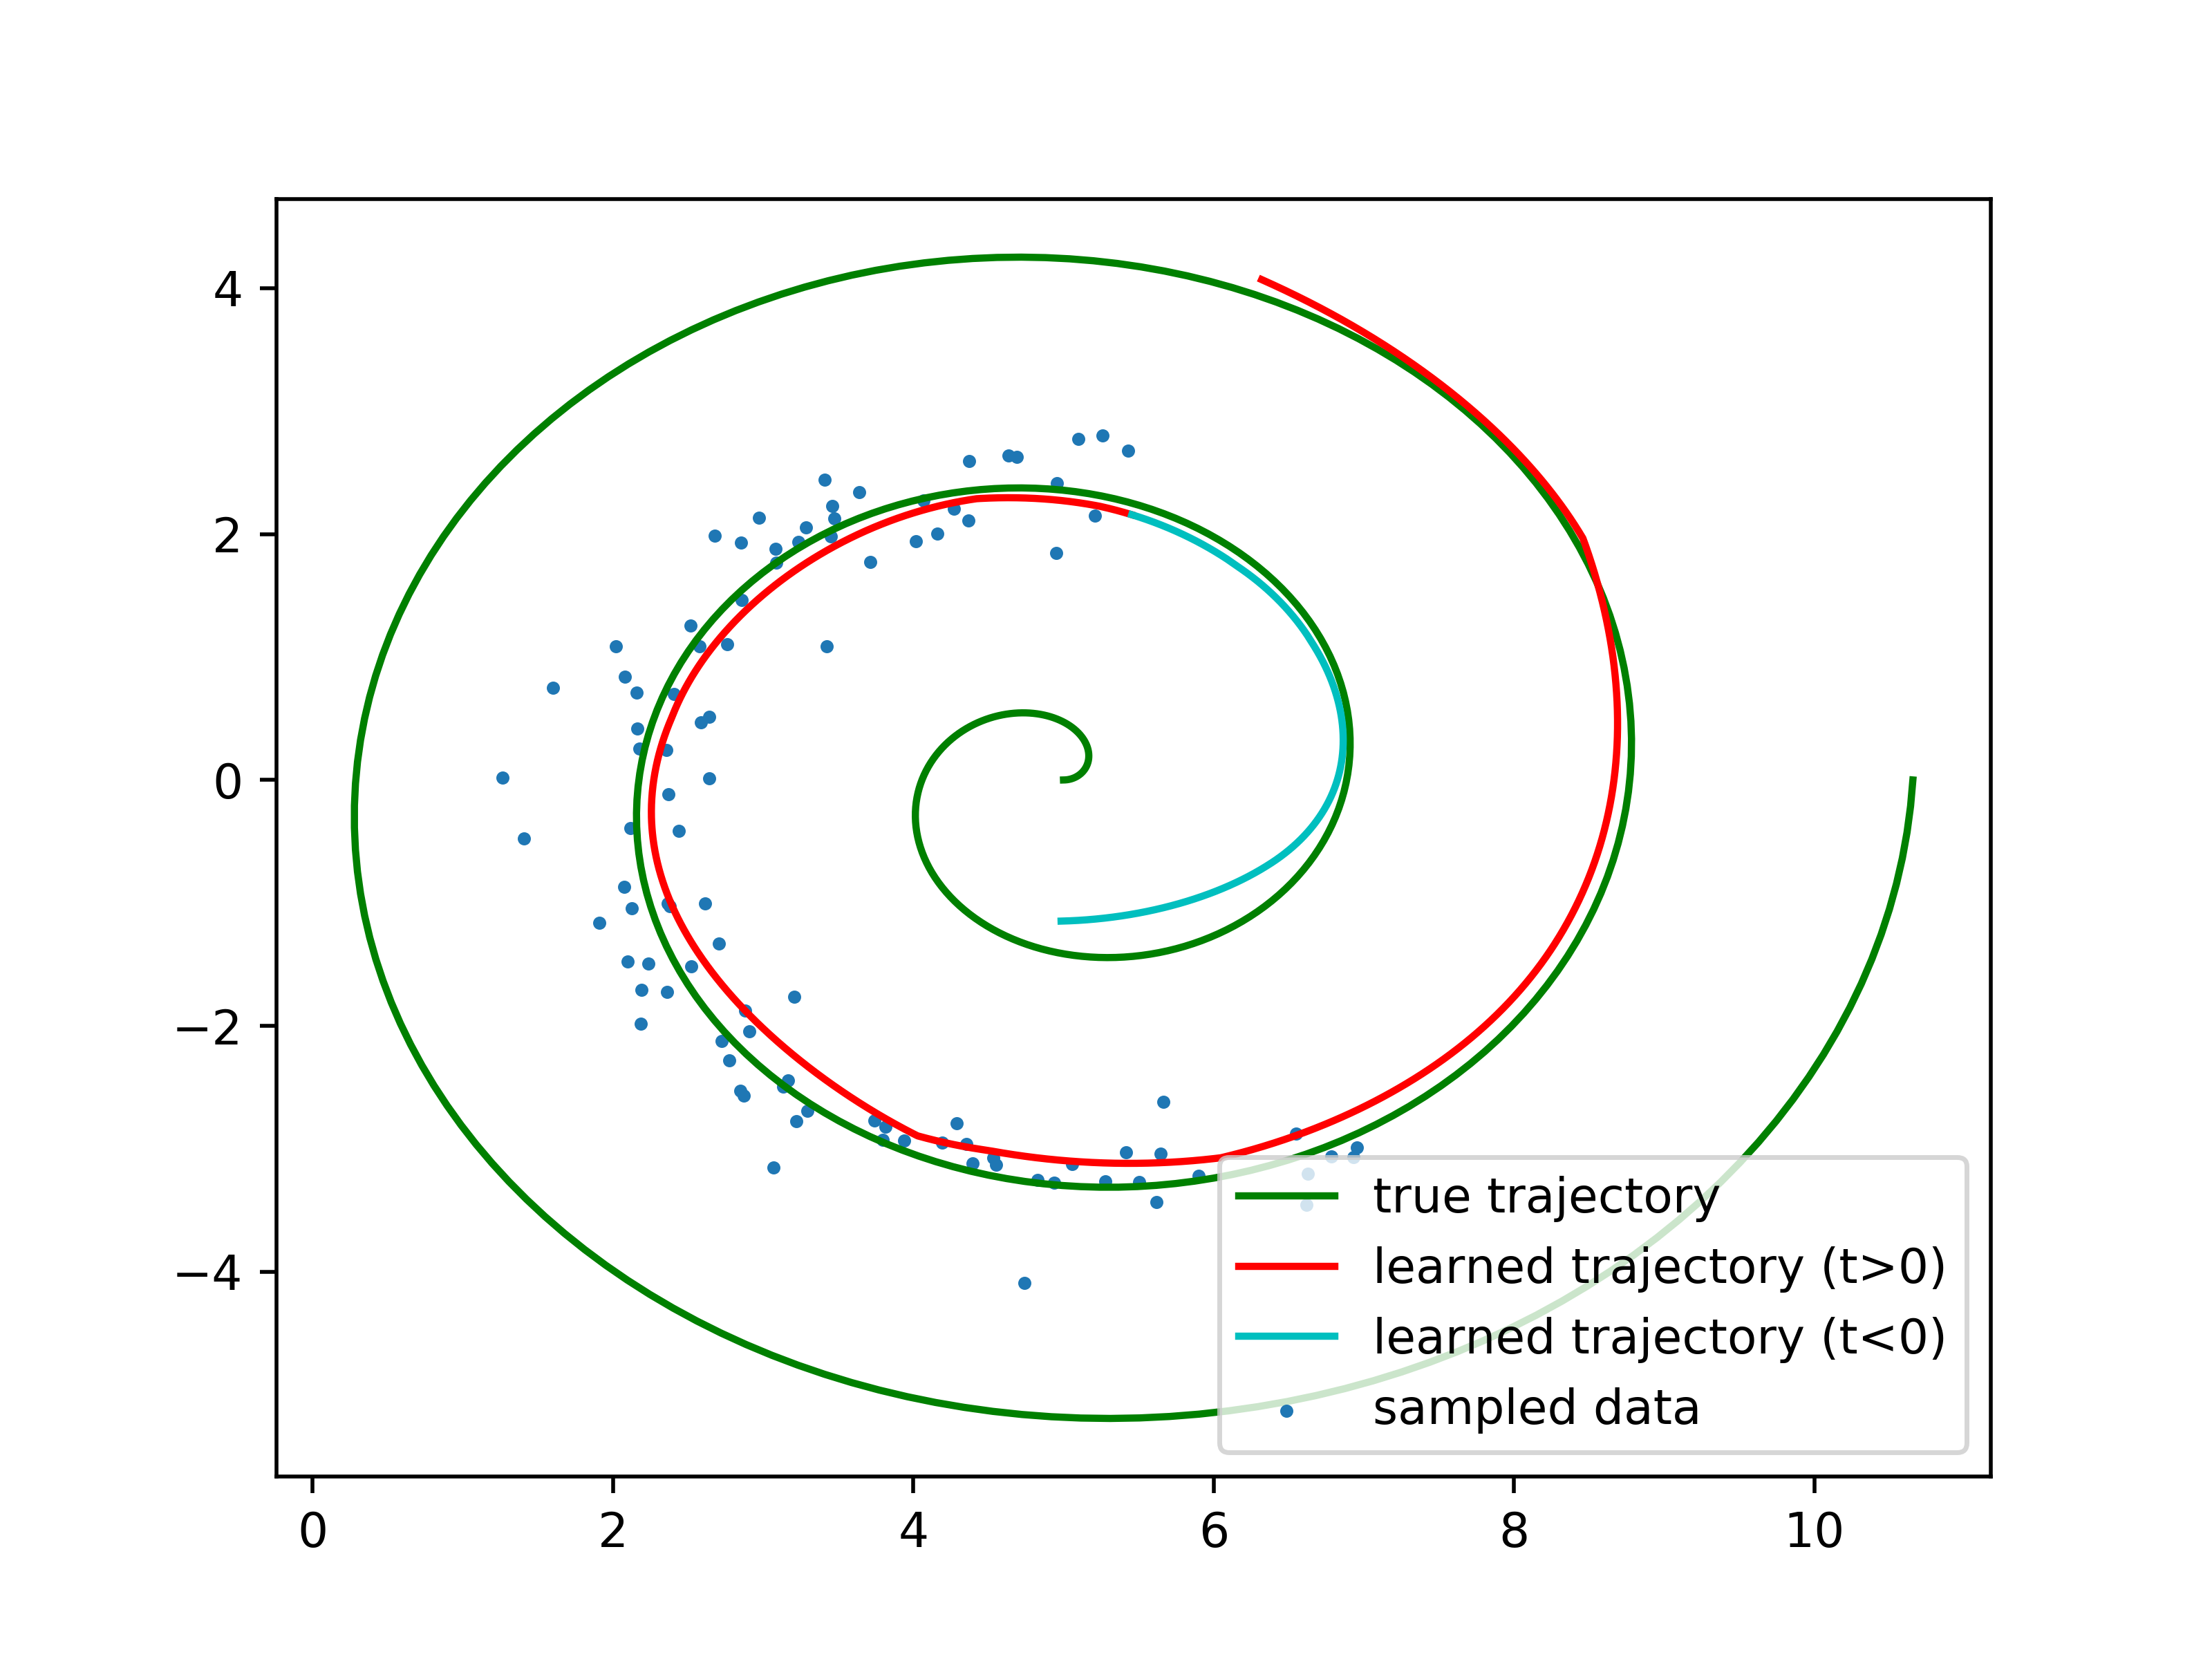 4
2
0
−2
−4
0 2 4 6 8 10
true trajectory
learned trajectory (t>0)
learned trajectory (t<0)
sampled data